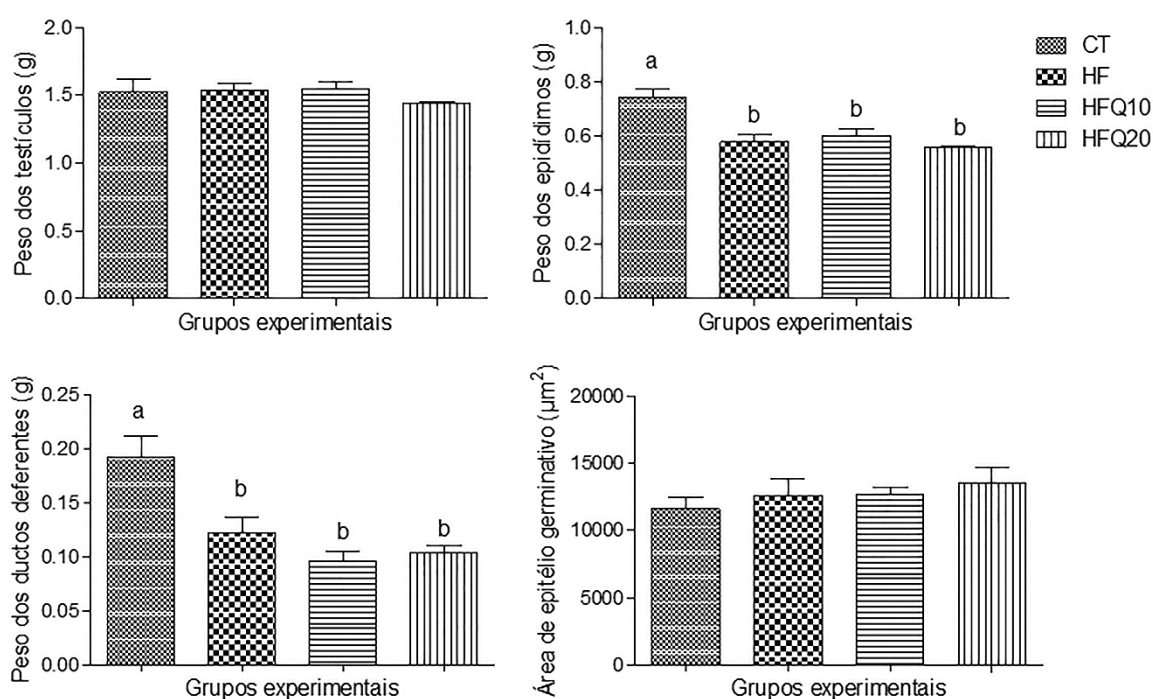 Peso dos testículos (g)
2.0
1.5
1.0
0.5
0.0
Grupos experimentais
Peso dos epidídimos (g)
1.0
0.8
0.6
0.4
0.2
0.0
a
b
b
b
Grupos experimentais
CT
HF
HFQ10
HFQ20
Peso dos ductos deferentes (g)
0.25
0.20
0.15
0.10
0.05
0.00
a
b
b
b
Grupos experimentais
Área de epitélio germinativo (µm²)
20000
15000
10000
5000
0
Grupos experimentais